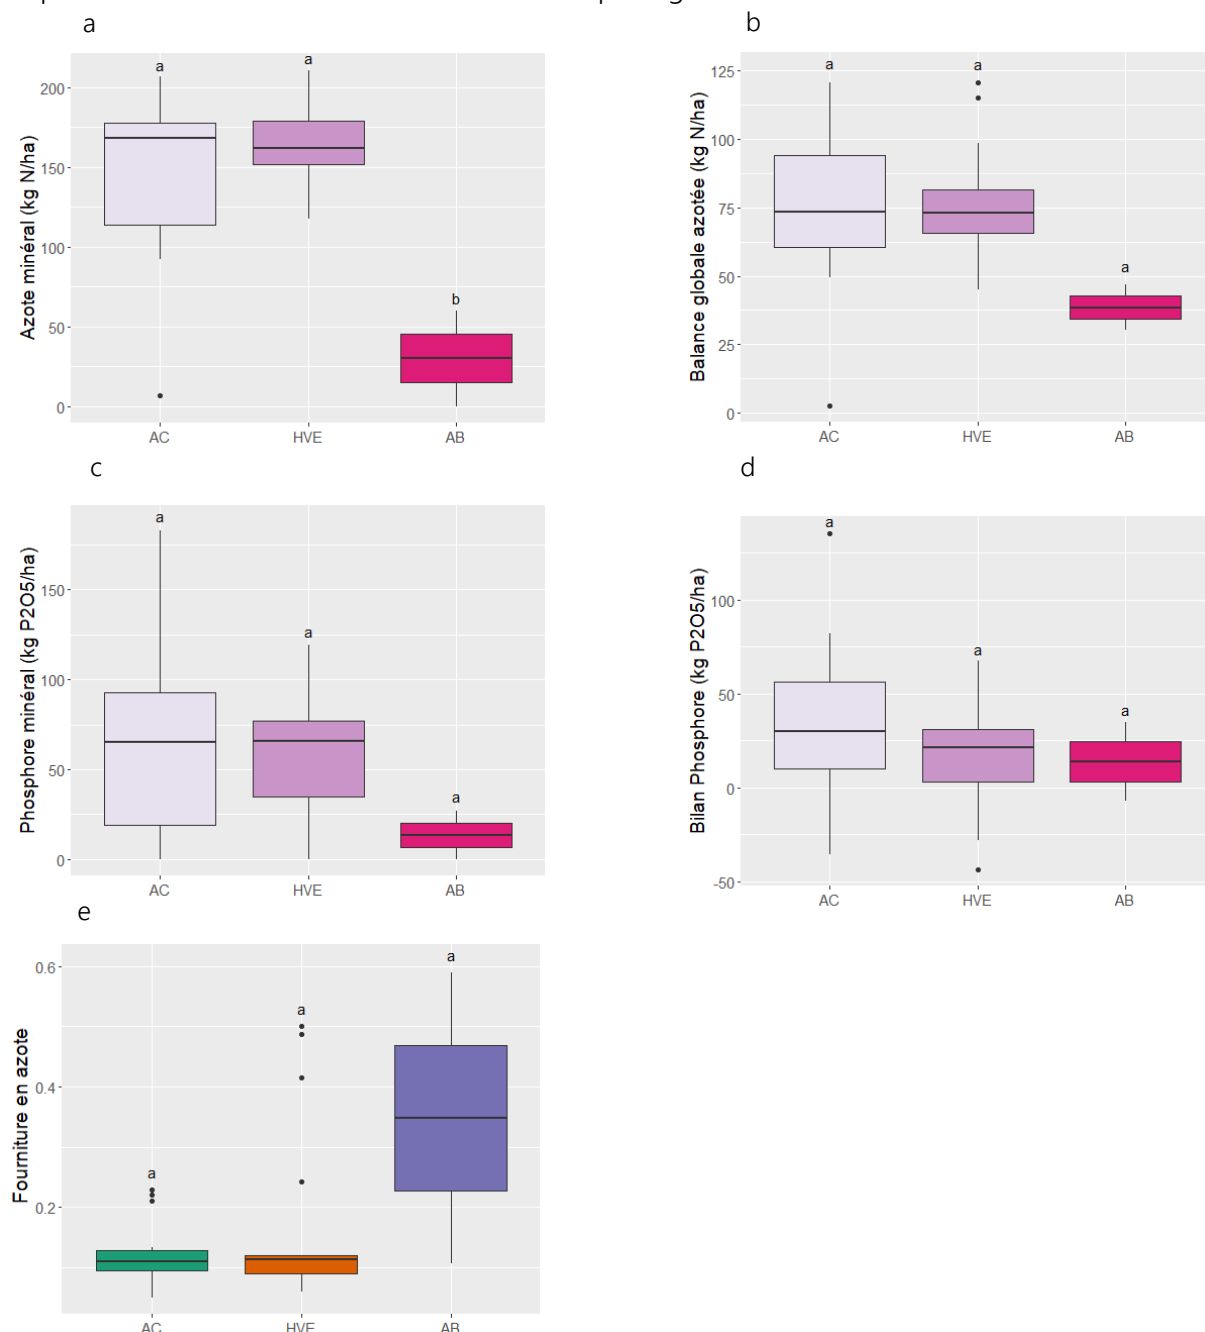 a
b
a
a
200
150
100
50
0
b
Azote minéral (kg N/ha)
AC HVE AB
a
a
125
100
75
50
25
0
a
Balance globale azotée (kg N/ha)
AC HVE AB
c
d
a
150
100
50
0
a
a
Phosphore minéral (kg P2O5/ha)
AC HVE AB
a
100
50
0
-50
a
a
Bilan Phosphore (kg P2O5/ha)
AC HVE AB
e
a
a
a
0.6
0.4
0.2
Fourniture en azote
AC HVE AB